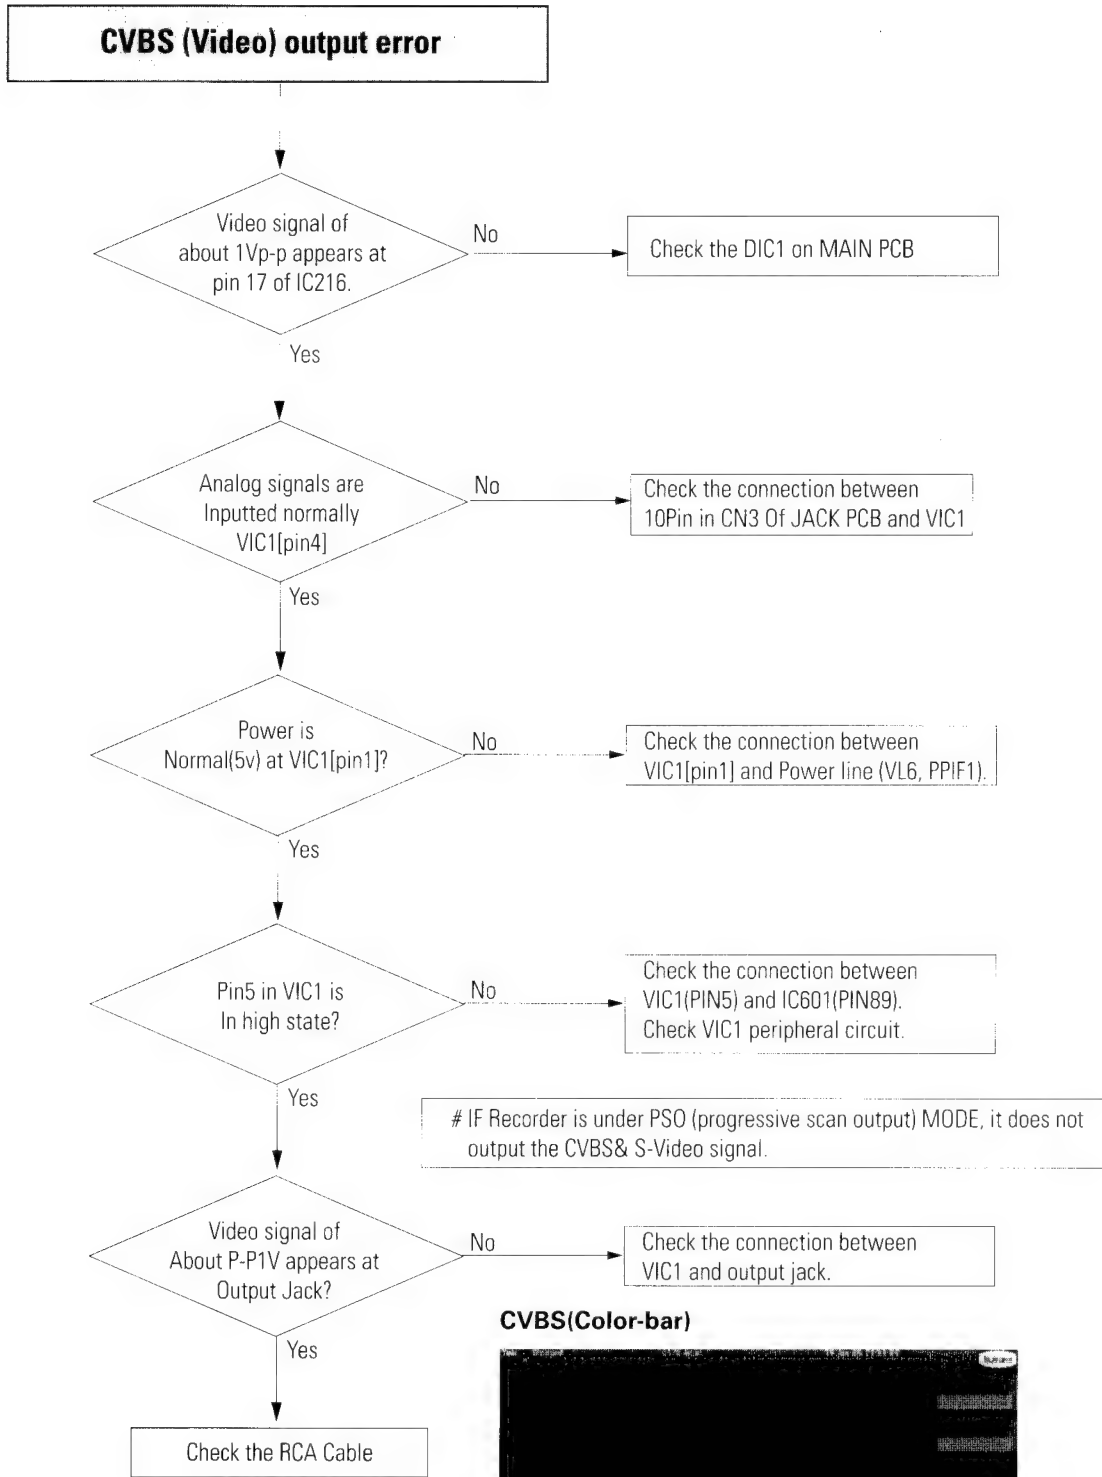 CVBS (Video) output error
Video signal of
about 1Vp-p appears at
pin 17 of IC216.
No
Check the DIC1 on MAIN PCB
Yes
Analog signals are
Inputted normally
VIC1[pin4]
No
Check the connection between
10Pin in CN3 Of JACK PCB and VIC1
Yes
Power is
Normal(5v) at VIC1[pin1]?
No
Check the connection between
VIC1[pin1] and Power line (VL6, PPIF1).
Yes
Pin5 in VIC1 is
In high state?
No
Check the connection between
VIC1(PIN5) and IC601(PIN89).
Check VIC1 peripheral circuit.
Yes
# IF Recorder is under PSO (progressive scan output) MODE, it does not
output the CVBS& S-Video signal.
Video signal of
About P-P1V appears at
Output Jack?
No
Check the connection between
VIC1 and output jack.
Yes
CVBS(Color-bar)
Check the RCA Cable